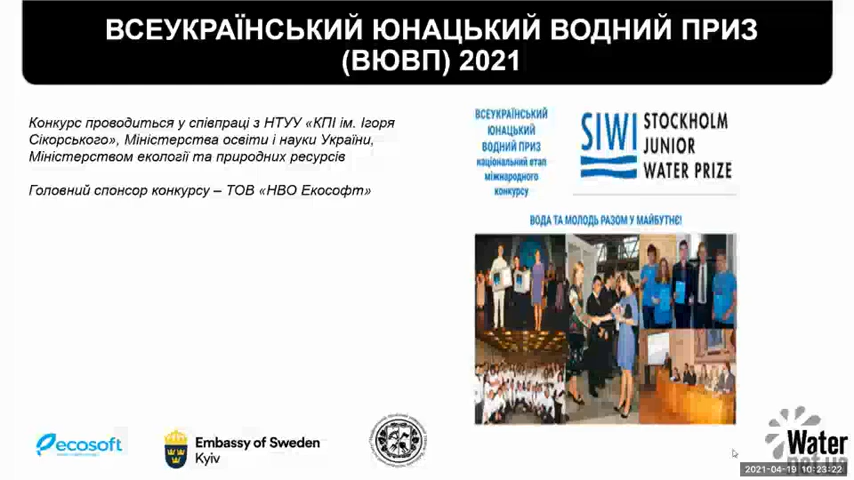 ВСЕУКРАЇНСЬКИЙ ЮНАЦЬКИЙ ВОДНИЙ ПРИЗ
(ВЮВП) 2021
Конкурс проводиться у співпраці з НТУУ «КПІ ім. Ігоря
Сікорського», Міністерства освіти і науки України,
Міністерством екології та природних ресурсів
Головний спонсор конкурсу – ТОВ «НВО Екософт»
ВСЕУКРАЇНСЬКИЙ
ЮНАЦЬКИЙ
ВОДНИЙ ПРИЗ
національний етап
міжнародного
конкурсу
SIWI
STOCKHOLM
JUNIOR
WATER PRIZE
ВОДА ТА МОЛОДЬ РАЗОМ У МАЙБУТНЄ!
ecosoft
Embassy of Sweden
Kyiv
Water
net.ua
2021-04-19 10:23:22